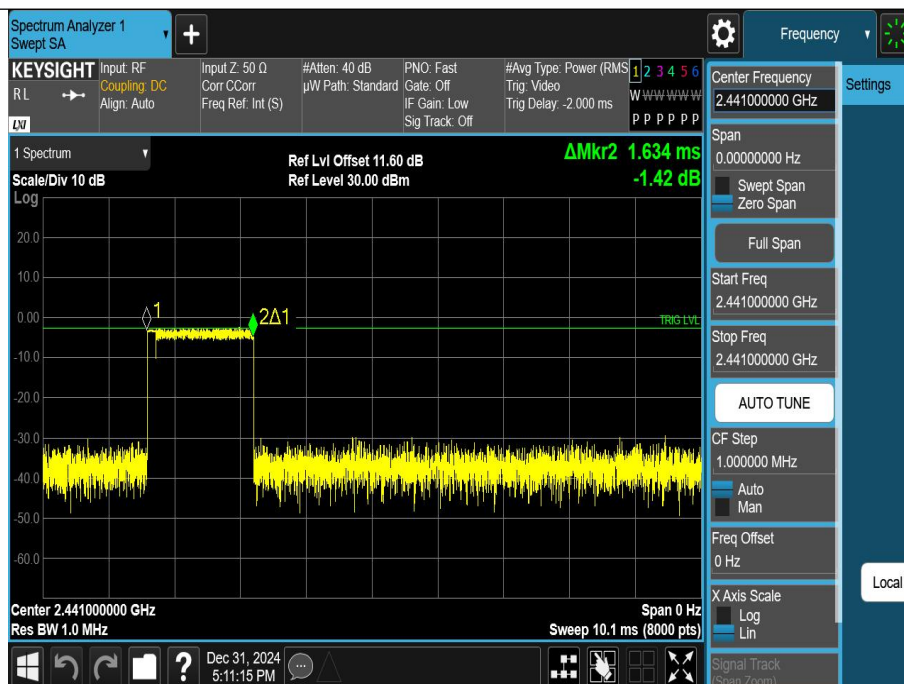 Spectrum Analyzer 1
Swept SA
Frequency
KEYSIGHT
RL
LXI
Input: RF
Coupling: DC
Align: Auto
Input Z: 50 Ω
Corr CCorr
Freq Ref: Int (S)
#Atten: 40 dB
µW Path: Standard
PNO: Fast
Gate: Off
IF Gain: Low
Sig Track: Off
#Avg Type: Power (RMS
Trig: Video
Trig Delay: -2.000 ms
1 2 3 4 5 6
W W W W W W
P P P P P P
Center Frequency
2.441000000 GHz
Settings
Span
0.00000000 Hz
Swept Span
Zero Span
Full Span
Start Freq
2.441000000 GHz
Stop Freq
2.441000000 GHz
AUTO TUNE
CF Step
1.000000 MHz
Auto
Man
Freq Offset
0 Hz
X Axis Scale
Log
Lin
Signal Track
(Span Zoom)
Local
1 Spectrum
Scale/Div 10 dB
Log
Ref Lvl Offset 11.60 dB
Ref Level 30.00 dBm
ΔMkr2 1.634 ms
-1.42 dB
20.0
10.0
0.00
-10.0
-20.0
-30.0
-40.0
-50.0
-60.0
1
2Δ1
TRIG LVL
Center 2.441000000 GHz
Res BW 1.0 MHz
Span 0 Hz
Sweep 10.1 ms (8000 pts)
Dec 31, 2024
5:11:15 PM